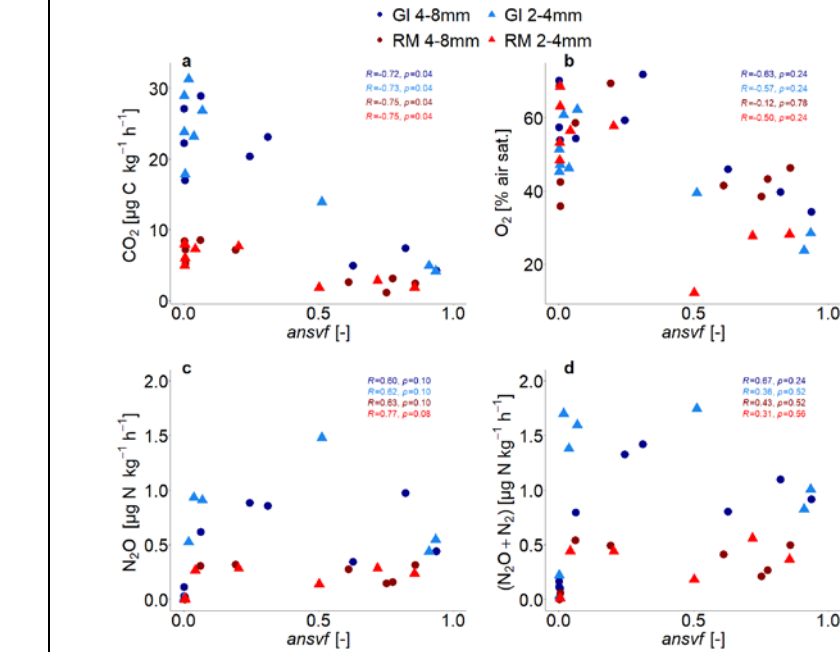 GI 4-8mm GI 2-4mm
RM 4-8mm RM 2-4mm
a
R=-0.72, p=0.04
R=-0.73, p=0.04
R=-0.75, p=0.04
R=-0.75, p=0.04
CO₂ [µg C kg⁻¹ h⁻¹]
30
20
10
0
0.0 0.5 1.0
ansvf [-]
b
R=-0.63, p=0.24
R=-0.57, p=0.24
R=-0.12, p=0.78
R=-0.50, p=0.24
O₂ [% air sat.]
60
40
20
0.0 0.5 1.0
ansvf [-]
c
R=0.60, p=0.10
R=0.62, p=0.10
R=0.63, p=0.10
R=0.77, p=0.08
N₂O [µg N kg⁻¹ h⁻¹]
2.0
1.5
1.0
0.5
0.0
0.0 0.5 1.0
ansvf [-]
d
R=0.67, p=0.24
R=0.36, p=0.52
R=0.43, p=0.52
R=0.31, p=0.56
(N₂O + N₂) [µg N kg⁻¹ h⁻¹]
2.0
1.5
1.0
0.5
0.0
0.0 0.5 1.0
ansvf [-]